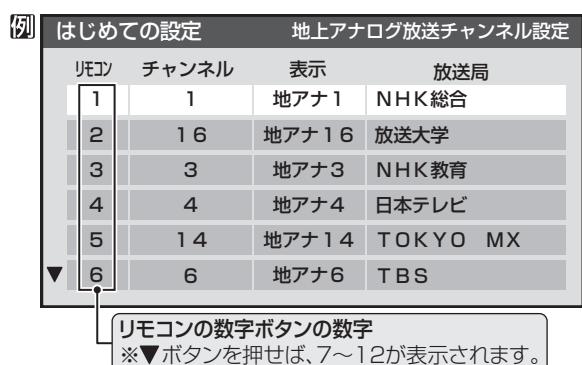 例
はじめての設定 地上アナログ放送チャンネル設定
リモコン チャンネル 表示 放送局
1 1 地アナ1 NHK総合
2 16 地アナ16 放送大学
3 3 地アナ3 NHK教育
4 4 地アナ4 日本テレビ
5 14 地アナ14 TOKYO MX
▼ 6 6 地アナ6 TBS
リモコンの数字ボタンの数字
※▼ボタンを押せば、7〜12が表示されます。